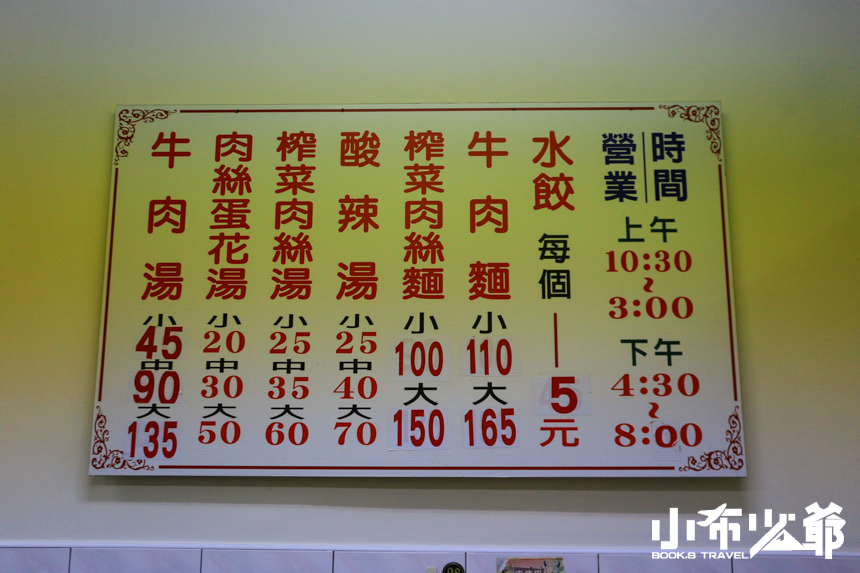 營業時間
上午
10:30
~
3:00
下午
4:30
~
8:00
水餃 每個 5元
牛肉麵 小 110 大 165
榨菜肉絲麵 小 100 大 150
酸辣湯 小 25 中 40 大 70
榨菜肉絲湯 小 25 中 35 大 60
肉絲蛋花湯 小 20 中 30 大 50
牛肉湯 小 45 中 90 大 135
小布少爺
BOOK.8 TRAVEL